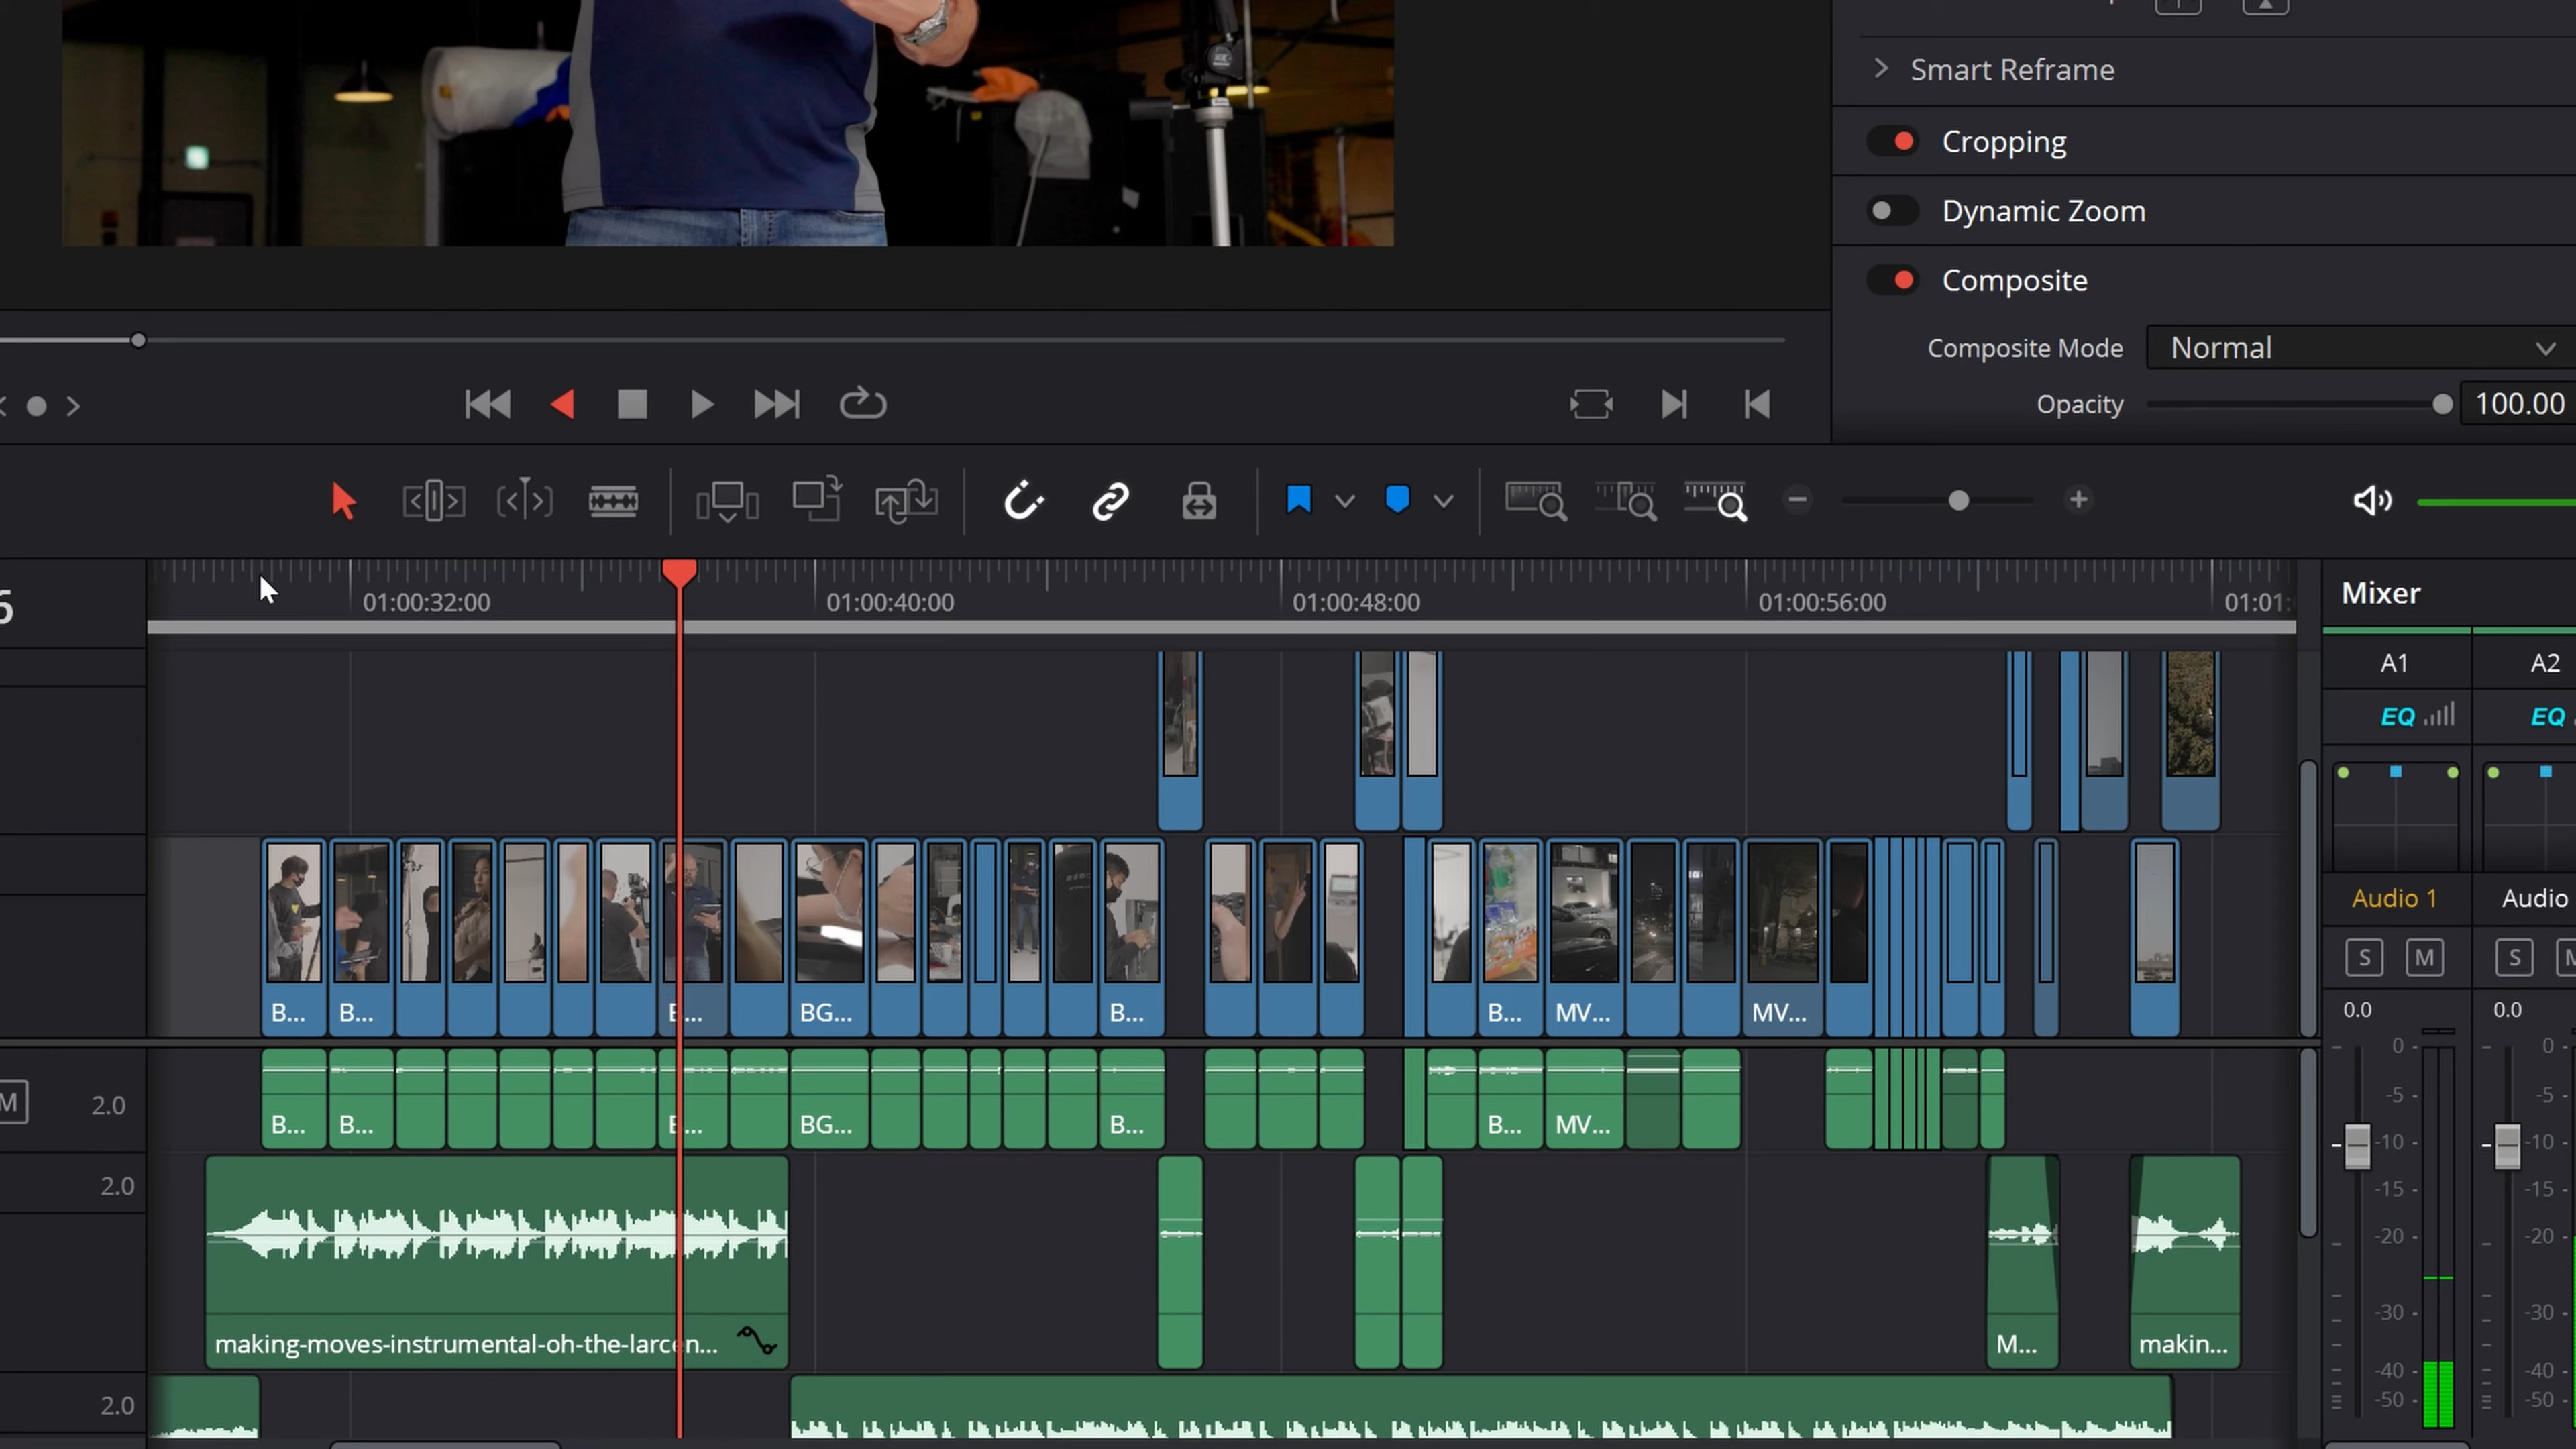 Smart Reframe
Cropping
Dynamic Zoom
Composite
Composite Mode
Normal
Opacity
100.00
6
01:00:32:00
01:00:40:00
01:00:48:00
01:00:56:00
01:01:
Mixer
A1
A2
EQ
EQ
Audio 1
Audio
S
M
S
M
0.0
0.0
B...
B...
B...
BG...
B...
B...
MV...
MV...
M
2.0
B...
B...
B...
BG...
B...
B...
MV...
2.0
making-moves-instrumental-oh-the-larcen...
M...
makin...
2.0
0
-5
-10
-15
-20
-30
-40
-50
0
-5
-10
-15
-20
-30
-40
-50